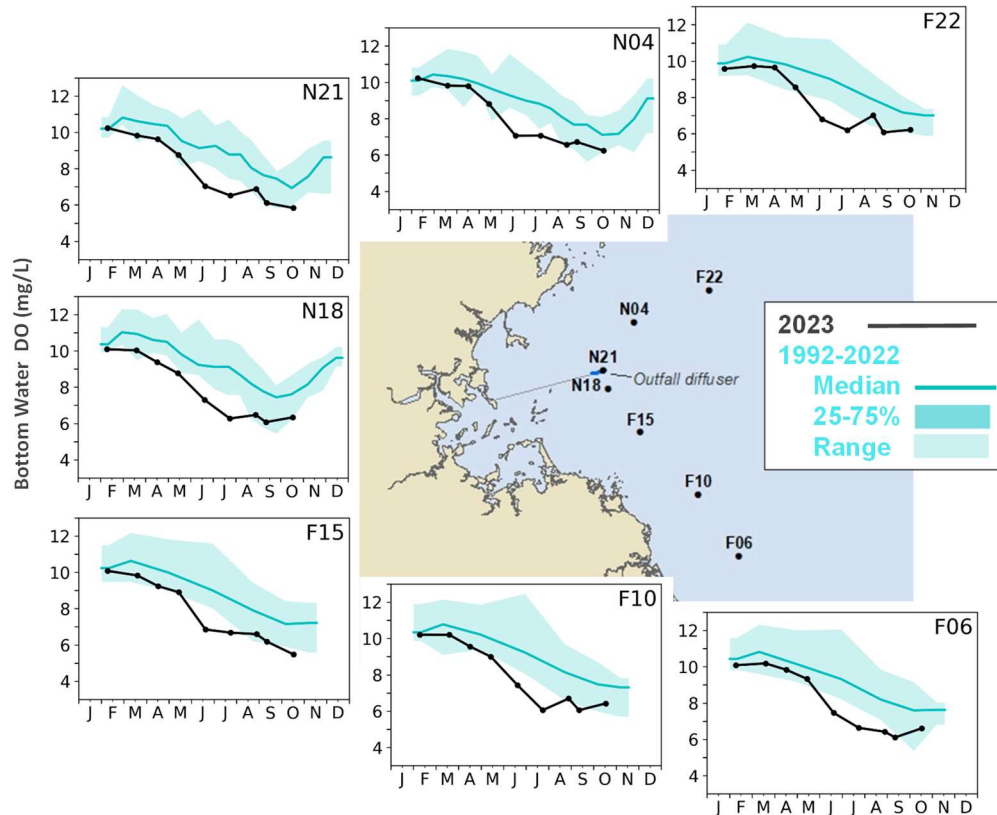 Bottom Water DO (mg/L)
N21
12
10
8
6
4
J F M A M J J A S O N D
N04
12
10
8
6
4
J F M A M J J A S O N D
F22
12
10
8
6
4
J F M A M J J A S O N D
N18
12
10
8
6
4
J F M A M J J A S O N D
F15
12
10
8
6
4
J F M A M J J A S O N D
F10
12
10
8
6
4
J F M A M J J A S O N D
F06
12
10
8
6
4
J F M A M J J A S O N D
F22
N04
N21
Outfall diffuser
N18
F15
F10
F06
2023
1992-2022
Median
25-75%
Range